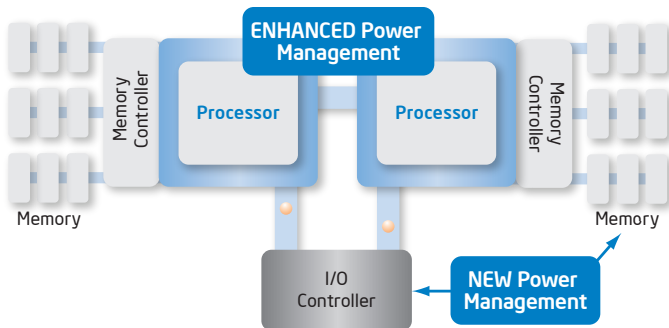 ENHANCED Power
Management
Memory
Controller
Processor
Processor
Memory
Controller
Memory
Memory
I/O
Controller
NEW Power
Management